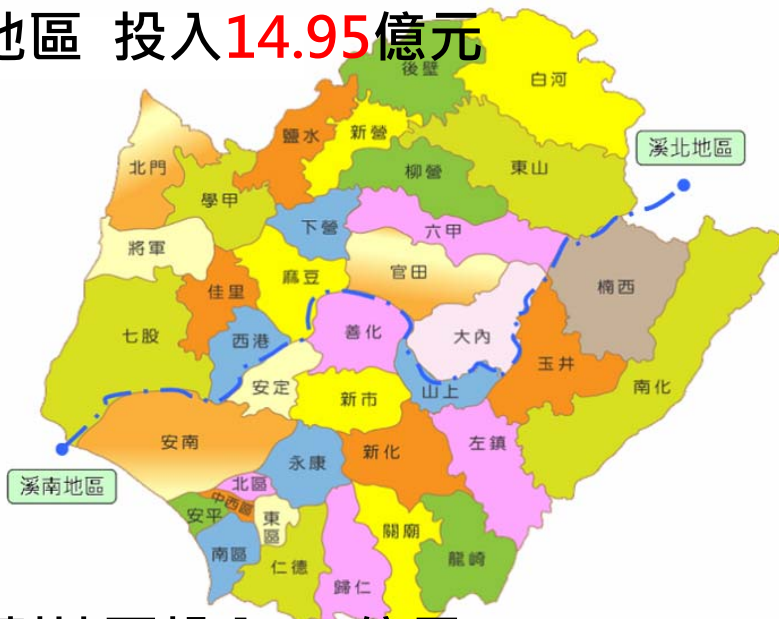 地區 投入14.95億元
後壁
白河
鹽水
新營
北門
柳營
東山
溪北地區
學甲
下營
六甲
將軍
麻豆
官田
佳里
楠西
七股
西港
善化
大內
玉井
安定
新市
山上
南化
安南
永康
新化
左鎮
溪南地區
北區
中西區
安平
東區
關廟
南區
仁德
歸仁
龍崎